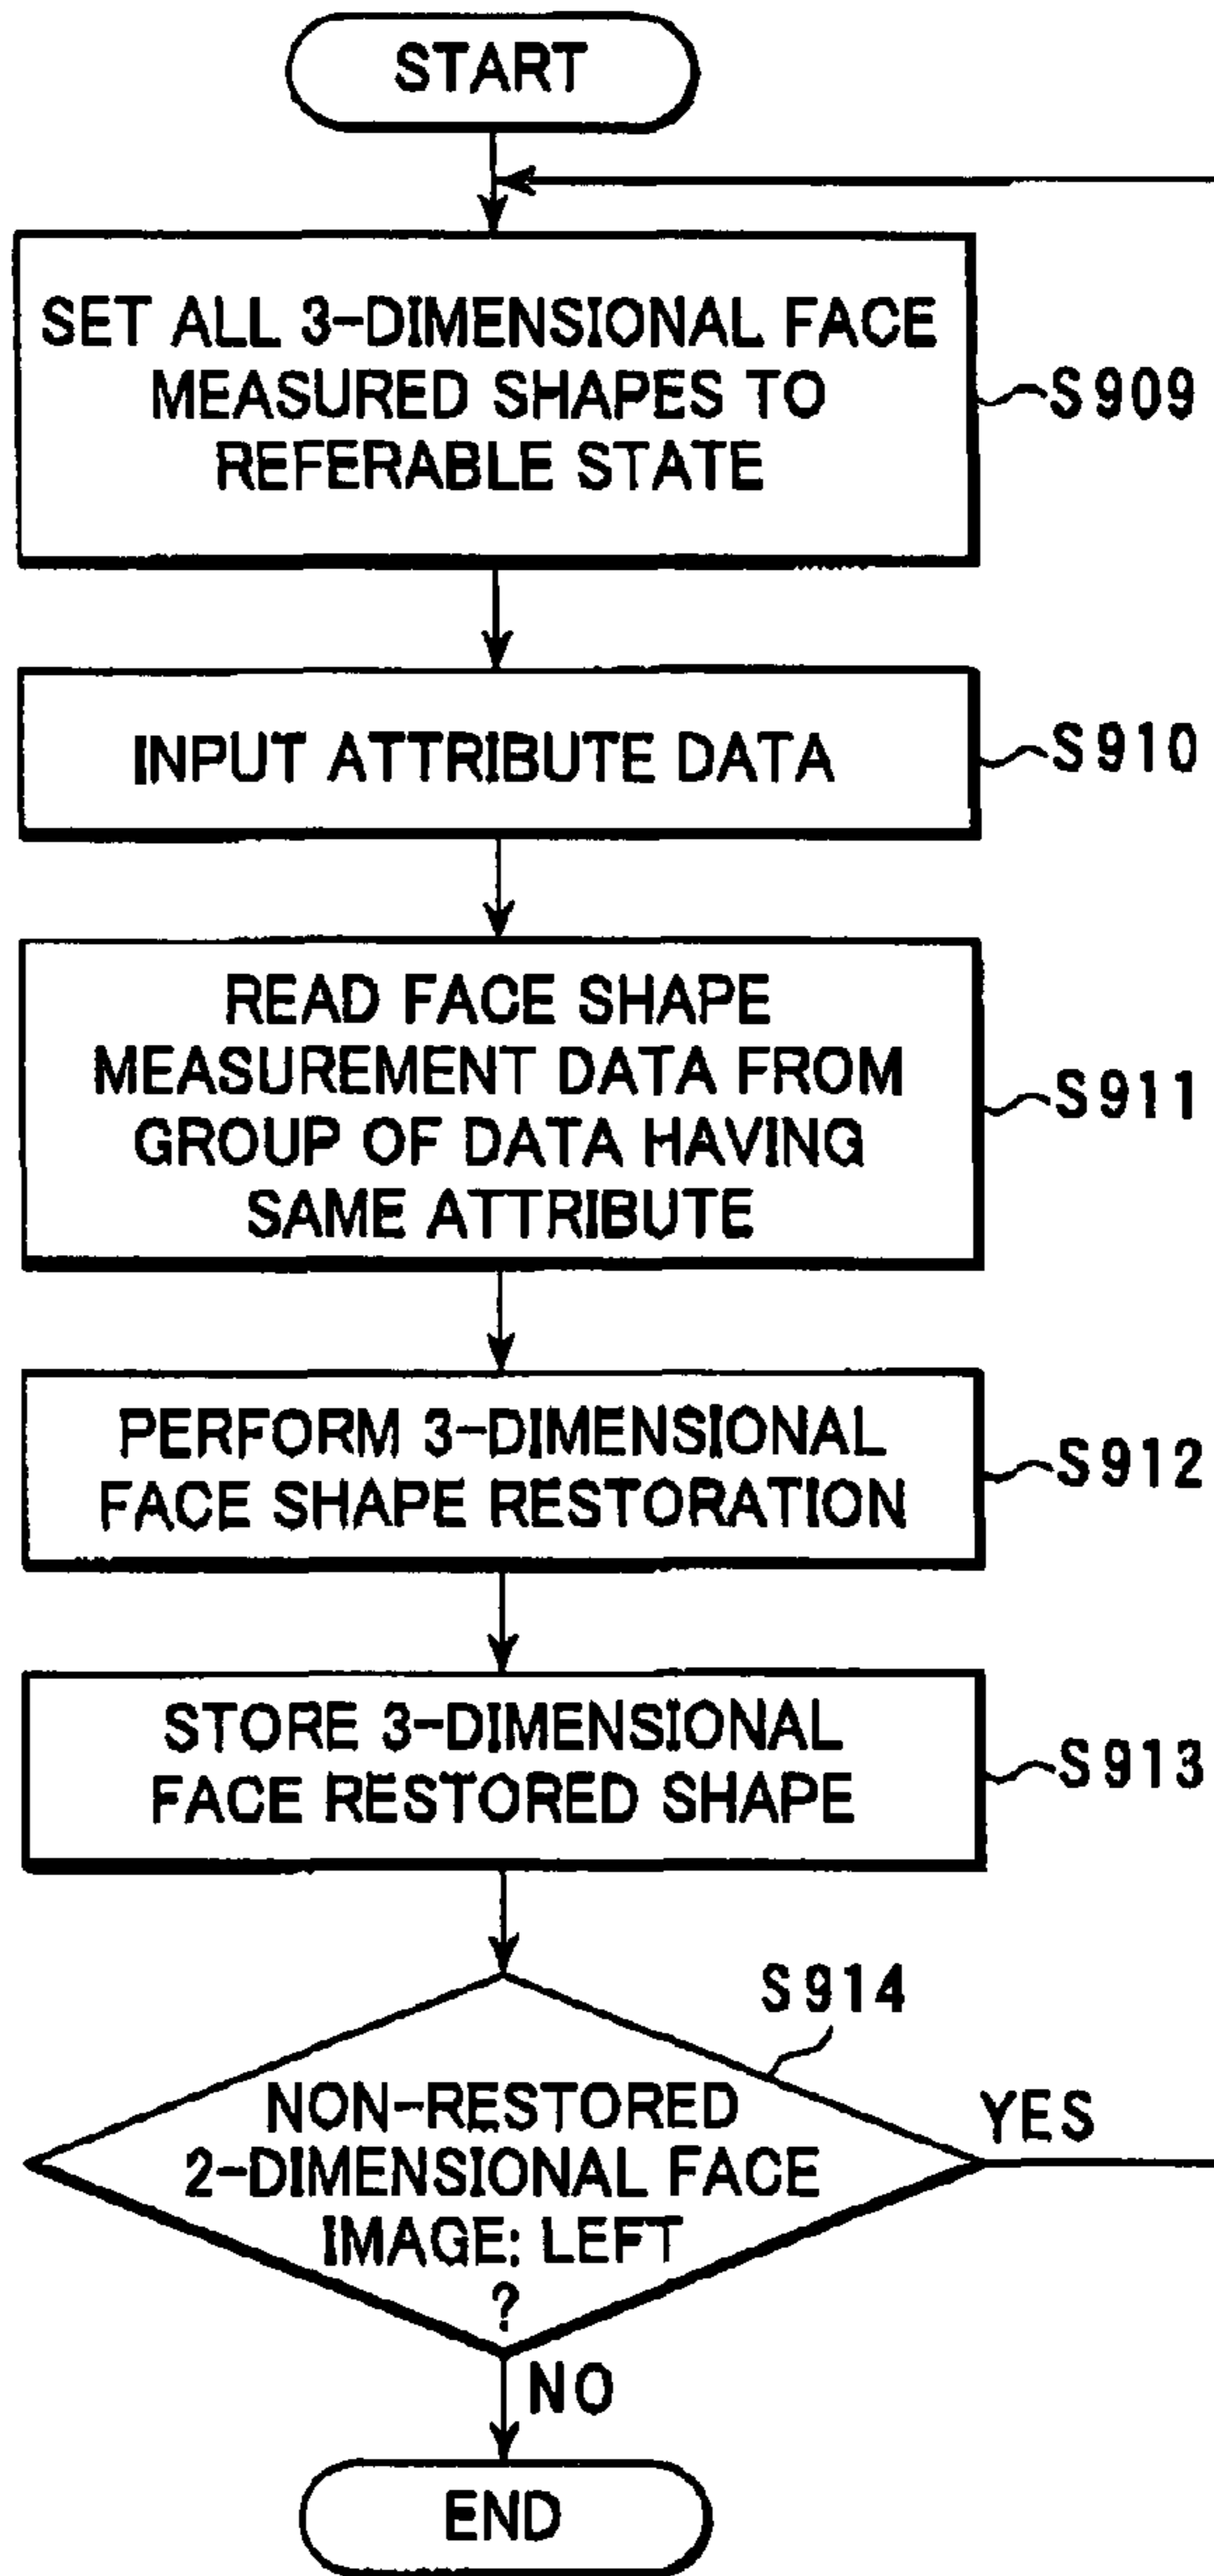 START
SET ALL 3-DIMENSIONAL FACE
MEASURED SHAPES TO
REFERABLE STATE
S909
INPUT ATTRIBUTE DATA
S910
READ FACE SHAPE
MEASUREMENT DATA FROM
GROUP OF DATA HAVING
SAME ATTRIBUTE
S911
PERFORM 3-DIMENSIONAL
FACE SHAPE RESTORATION
S912
STORE 3-DIMENSIONAL
FACE RESTORED SHAPE
S913
S914
NON-RESTORED
2-DIMENSIONAL FACE
IMAGE: LEFT
?
YES
NO
END